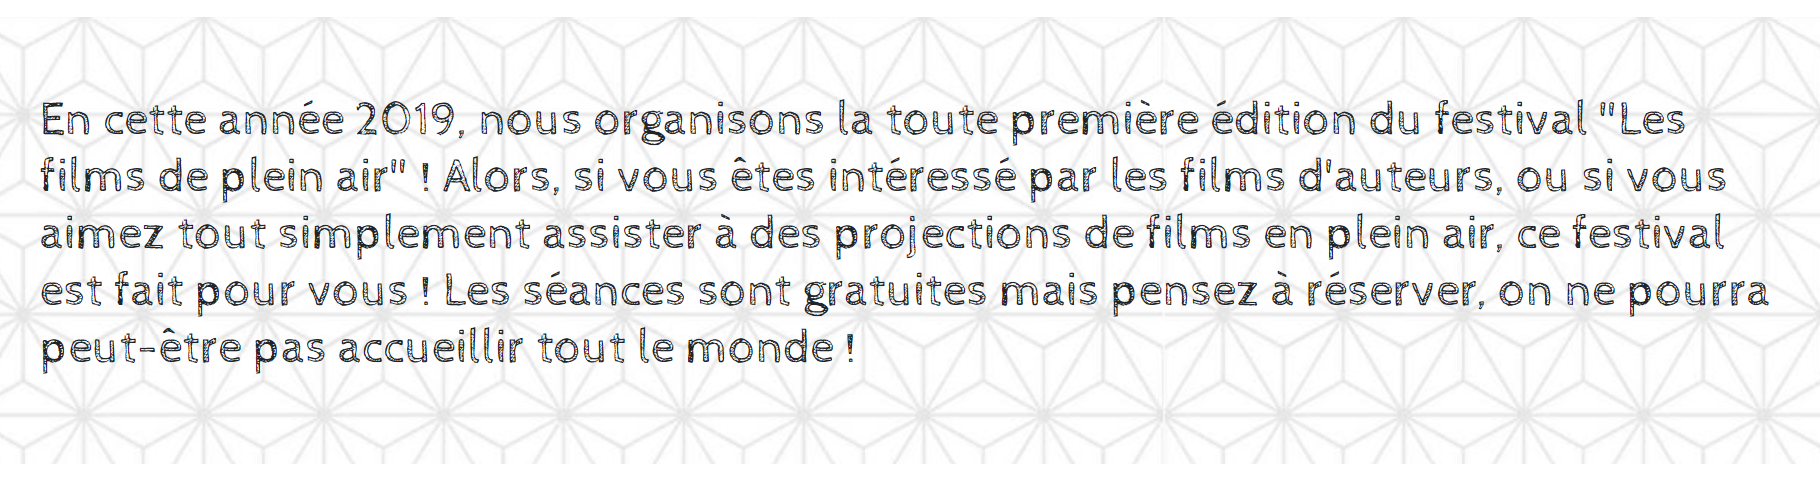 En cette année 2019, nous organisons la toute première édition du festival "Les
films de plein air" ! Alors, si vous êtes intéressé par les films d'auteurs, ou si vous
aimez tout simplement assister à des projections de films en plein air, ce festival
est fait pour vous ! Les séances sont gratuites mais pensez à réserver, on ne pourra
peut-être pas accueillir tout le monde !